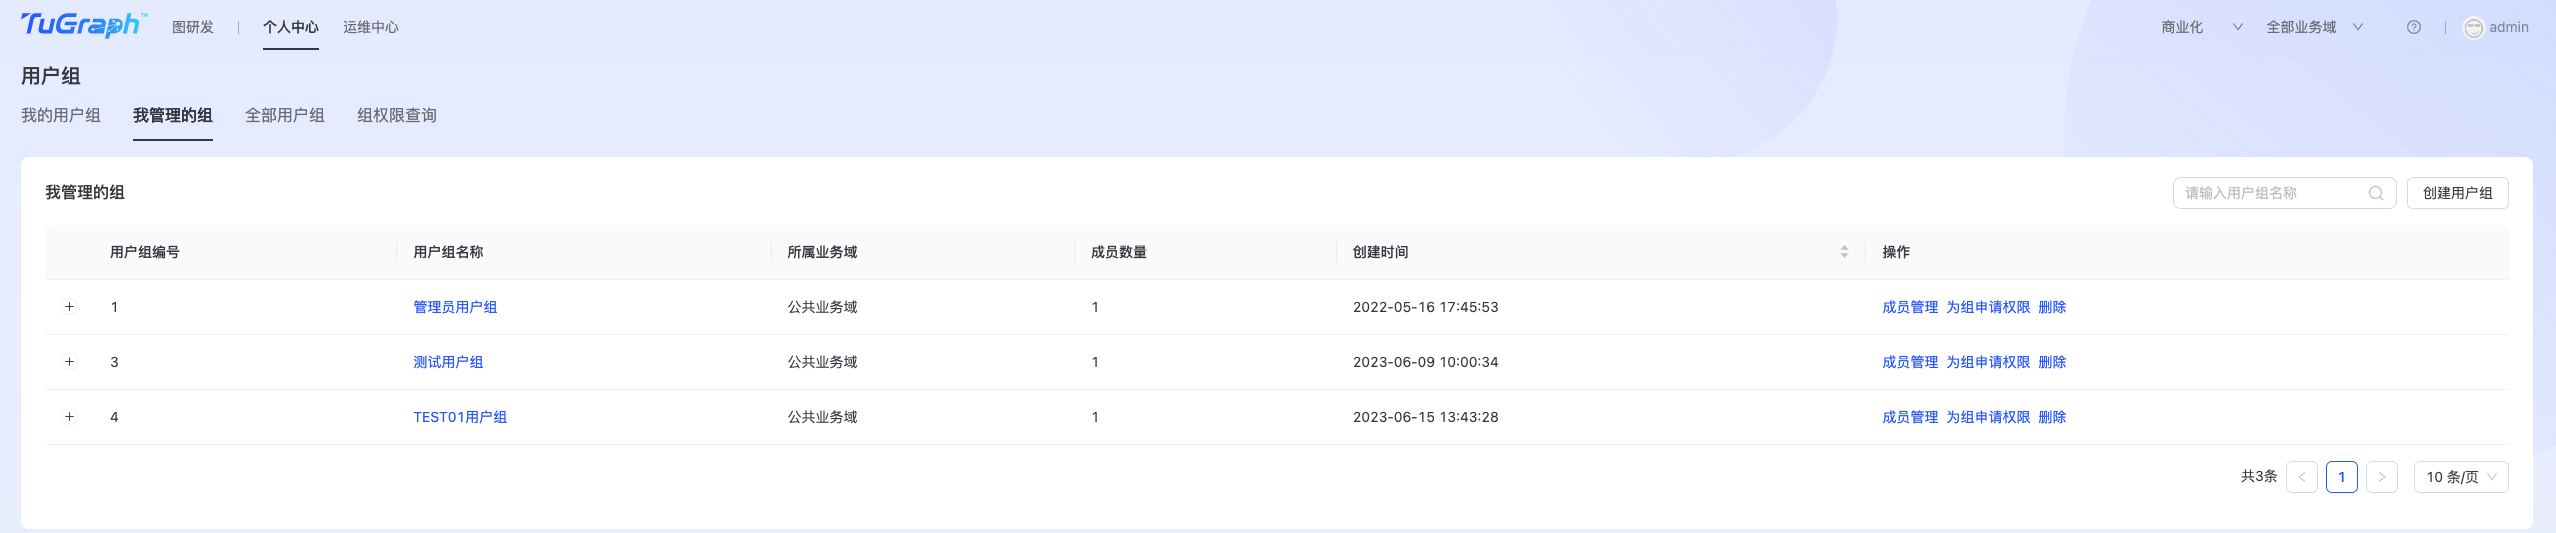 TuGraph™ 图研发 | 个人中心 运维中心 商业化 全部业务域 | admin
用户组
我的用户组 我管理的组 全部用户组 组权限查询
我管理的组 请输入用户组名称 创建用户组
用户组编号 用户组名称 所属业务域 成员数量 创建时间 操作
1 管理员用户组 公共业务域 1 2022-05-16 17:45:53 成员管理 为组申请权限 删除
3 测试用户组 公共业务域 1 2023-06-09 10:00:34 成员管理 为组申请权限 删除
4 TEST01用户组 公共业务域 1 2023-06-15 13:43:28 成员管理 为组申请权限 删除
共3条 < 1 > 10 条/页